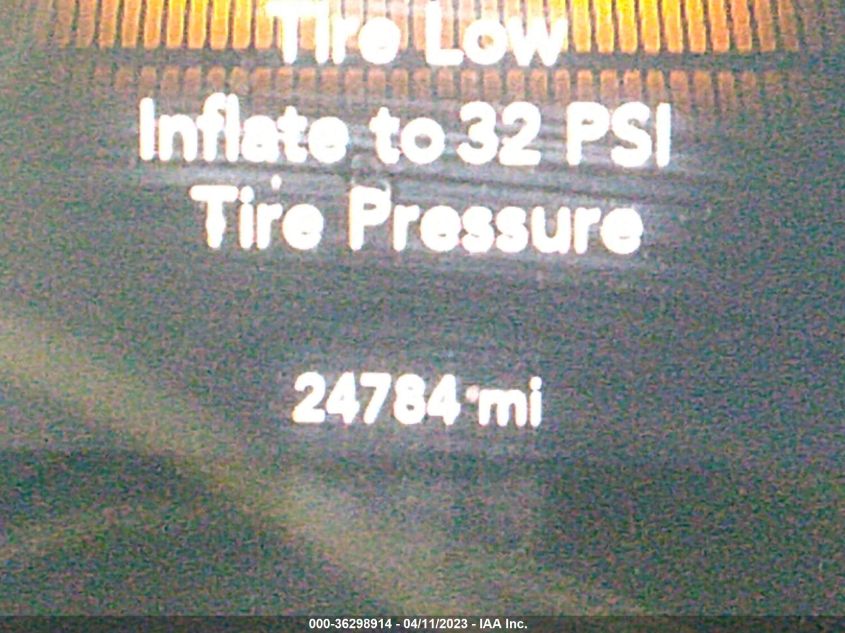 Tire Low
Inflate to 32 PSI
Tire Pressure
24784 mi
000-36298914 - 04/11/2023 - IAA Inc.